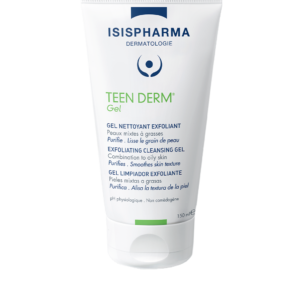 ISISPHARMA
DERMATOLOGIE
TEEN DERM®
Gel
GEL NETTOYANT EXFOLIANT
Peaux mixtes à grasses
Purifie . Lisse le grain de peau
EXFOLIATING CLEANSING GEL
Combination to oily skin
Purifies . Smoothes skin texture
GEL LIMPIADOR EXFOLIANTE
Pieles mixtas a grasas
Purifica . Alisa la textura de la piel
pH physiologique . Non comédogène
150 ml